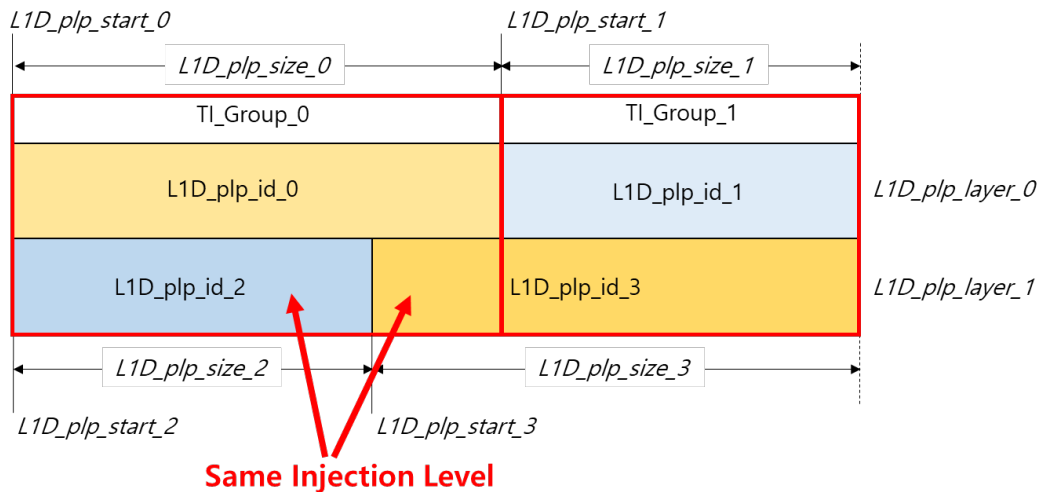 L1D_plp_start_0
L1D_plp_start_1
L1D_plp_size_0
L1D_plp_size_1
TI_Group_0
TI_Group_1
L1D_plp_id_0
L1D_plp_id_1
L1D_plp_layer_0
L1D_plp_id_2
L1D_plp_id_3
L1D_plp_layer_1
L1D_plp_size_2
L1D_plp_size_3
L1D_plp_start_2
L1D_plp_start_3
Same Injection Level